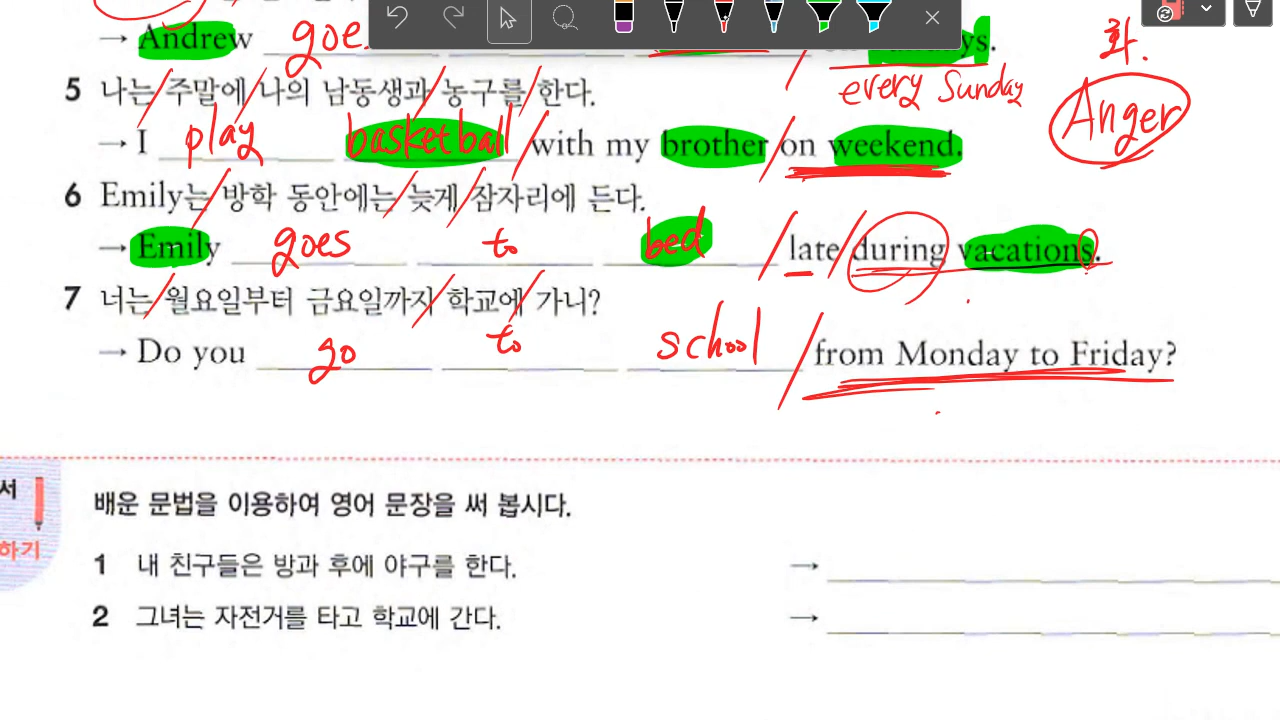 → Andrew goe
every Sunday
화.
Anger
5 나는/주말에/나의 남동생과/농구를/한다.
→ I play basketball / with my brother / on weekend.
6 Emily는/방학 동안에는/늦게/잠자리에 든다.
→ Emily goes to bed / late / during vacations.
7 너는/월요일부터 금요일까지/학교에/가니?
→ Do you go to school / from Monday to Friday?
서
하기
배운 문법을 이용하여 영어 문장을 써 봅시다.
1 내 친구들은 방과 후에 야구를 한다. →
2 그녀는 자전거를 타고 학교에 간다. →